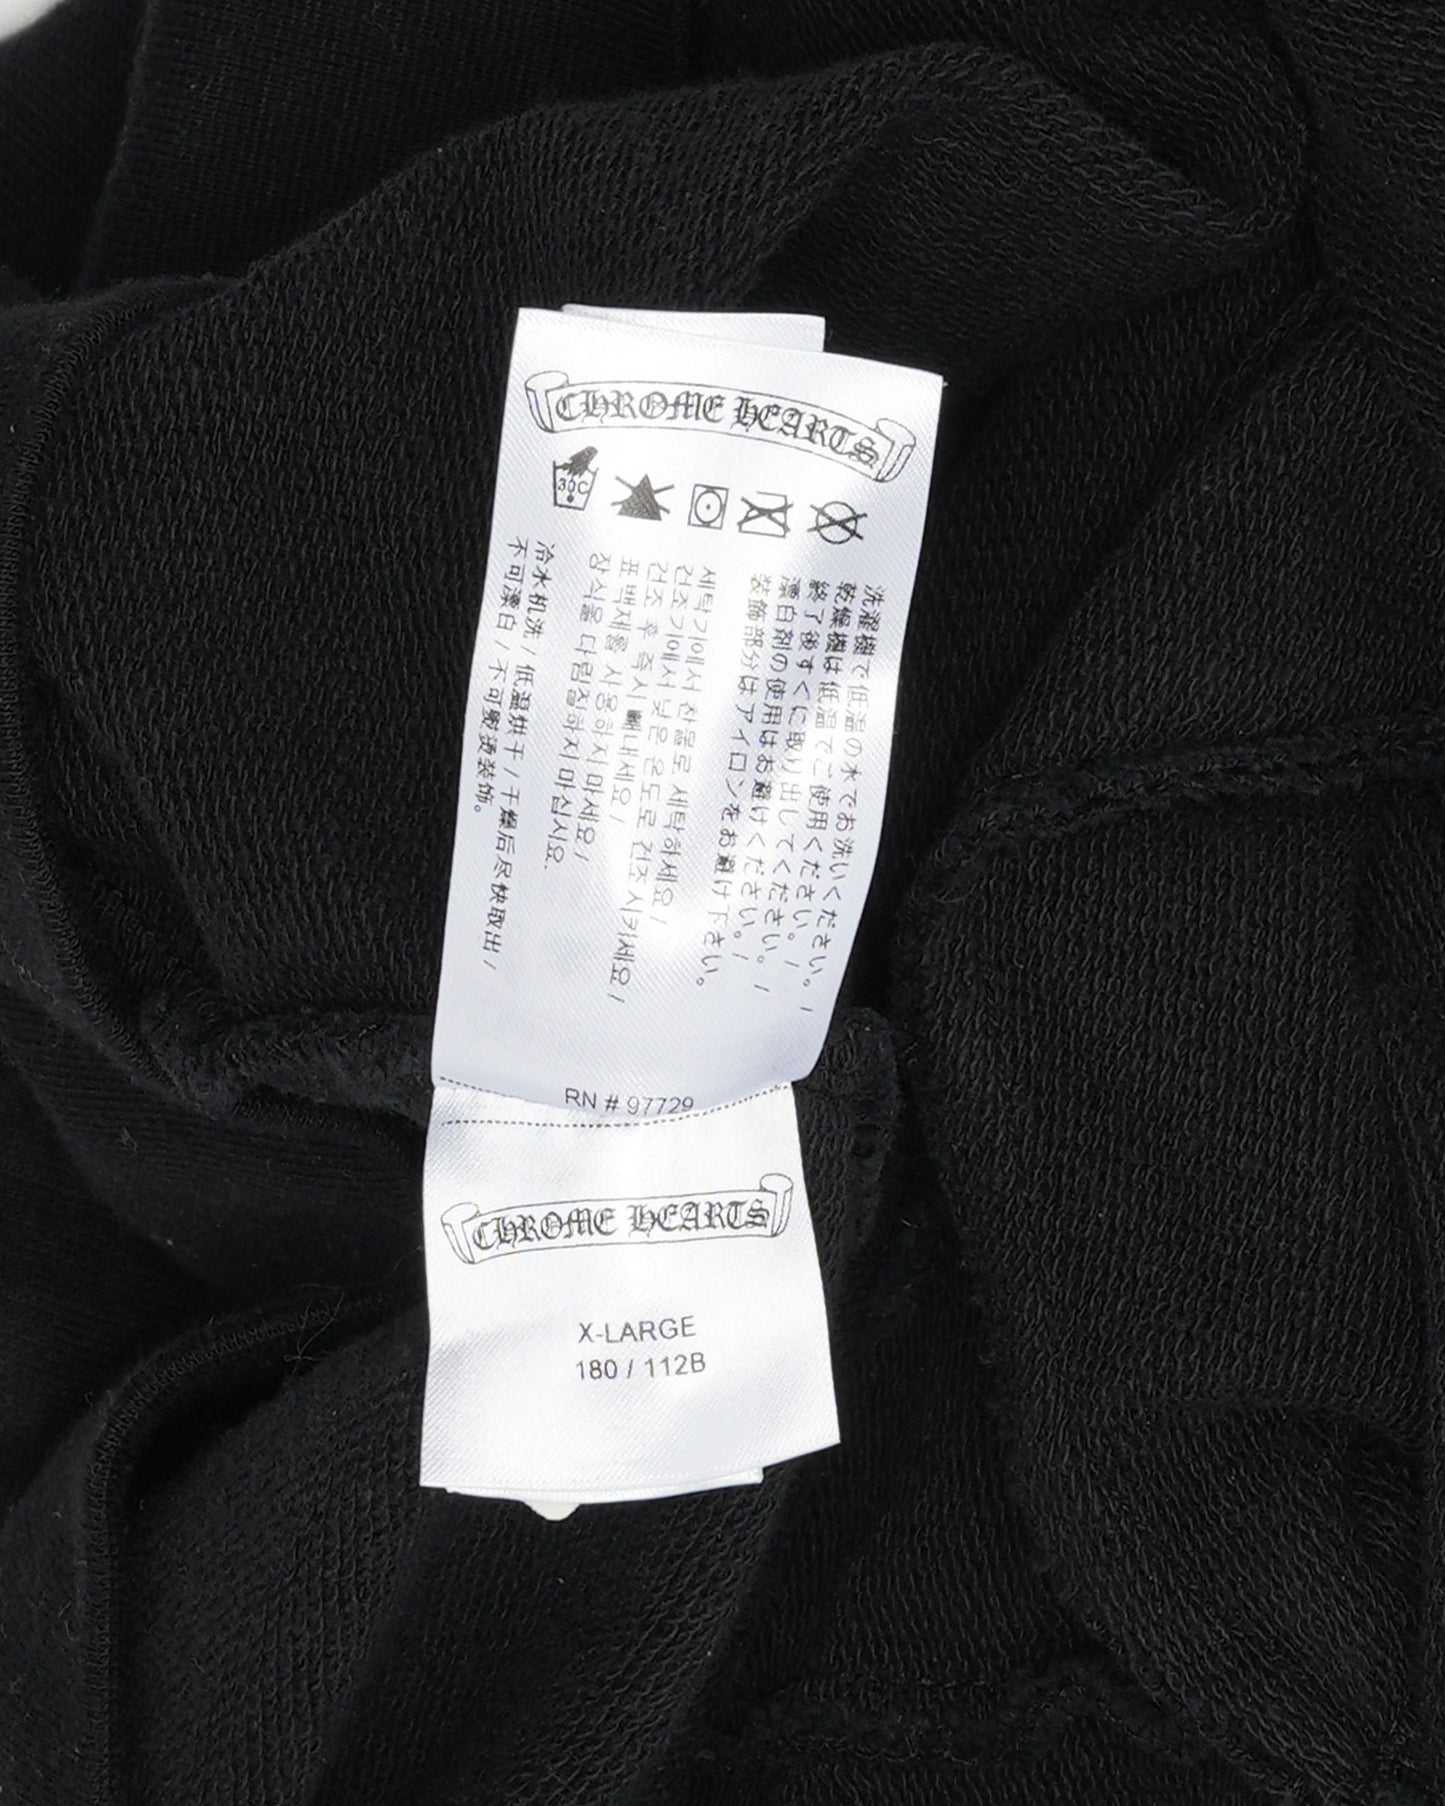 CHROME HEARTS
30C
洗濯機で低温の水でお洗いください。/
乾燥機は低温でご使用ください。/
終了後すぐに取り出してください。/
漂白剤の使用はお避けください。/
装飾部分はアイロンをお避け下さい。
세탁기에서 찬물로 세탁하세요/
건조기에서 낮은 온도로 건조시키세요/
건조 후 즉시 빼내세요/
표백제를 사용하지 마세요/
장식을 다림질하지 마십시요.
冷水机洗/低温烘干/干燥后尽快取出/
不可漂白/不可熨烫装饰。
RN # 97729
CHROME HEARTS
X-LARGE
180 / 112B